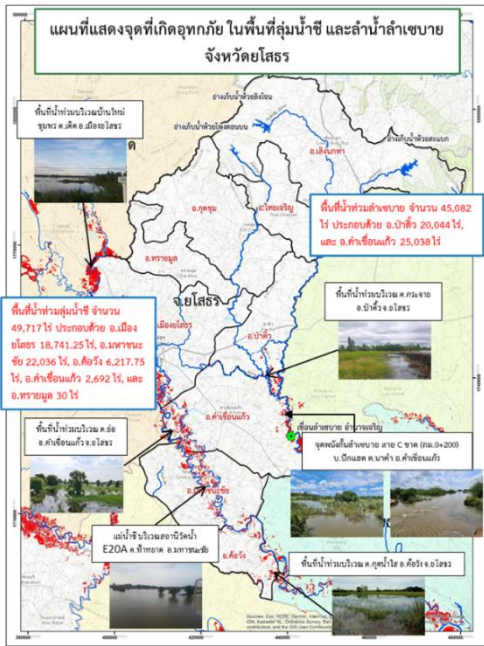 แผนที่แสดงจุดที่เกิดอุทกภัย ในพื้นที่ลุ่มน้ำชี และลำน้ำลำเซบาย
จังหวัดยโสธร
พื้นที่น้ำท่วมบริเวณบ้านใหม่
ชุมพร ต.เดิด อ.เมืองยโสธร
อ่างเก็บน้ำห้วยลิงโจน
อ่างเก็บน้ำห้วยโพง
อ่างเก็บน้ำห้วยสะแบก
อ.เลิงนกทา
อ.ไทยเจริญ
อ.กุดชุม
อ.ทรายมูล
พื้นที่น้ำท่วมลำเซบาย จำนวน 45,082
ไร่ ประกอบด้วย อ.ป่าติ้ว 20,044 ไร่,
และ อ.คำเขื่อนแก้ว 25,038 ไร่
จ.ยโสธร
พื้นที่น้ำท่วมลุ่มน้ำชี จำนวน
49,717 ไร่ ประกอบด้วย อ.เมือง
ยโสธร 18,741.25 ไร่, อ.มหาชนะ
ชัย 22,036 ไร่, อ.ค้อวัง 6,217.75
ไร่, อ.คำเขื่อนแก้ว 2,692 ไร่, และ
อ.ทรายมูล 30 ไร่
เมืองยโสธร
อ.ป่าติ้ว
พื้นที่น้ำท่วมบริเวณ ต.กระจาย
อ.ป่าติ้ว จ.ยโสธร
อ.คำเขื่อนแก้ว
เขื่อนลำเซบาย อำนาจเจริญ
พื้นที่น้ำท่วมบริเวณ
อ.คำเขื่อนแก้ว จ.ยโสธร
จุดพนังกั้นลำเซบาย สาย C ขาด (กม.0+200)
ต.นาคำ อ.คำเขื่อนแก้ว
แม่น้ำชี บริเวณสถานีวัดน้ำ
E20A ต.ฟ้าหยาด อ.มหาชนะชัย
อ.ค้อวัง
พื้นที่น้ำท่วมบริเวณ ต.กุดน้ำใส อ.ค้อวัง จ.ยโสธร